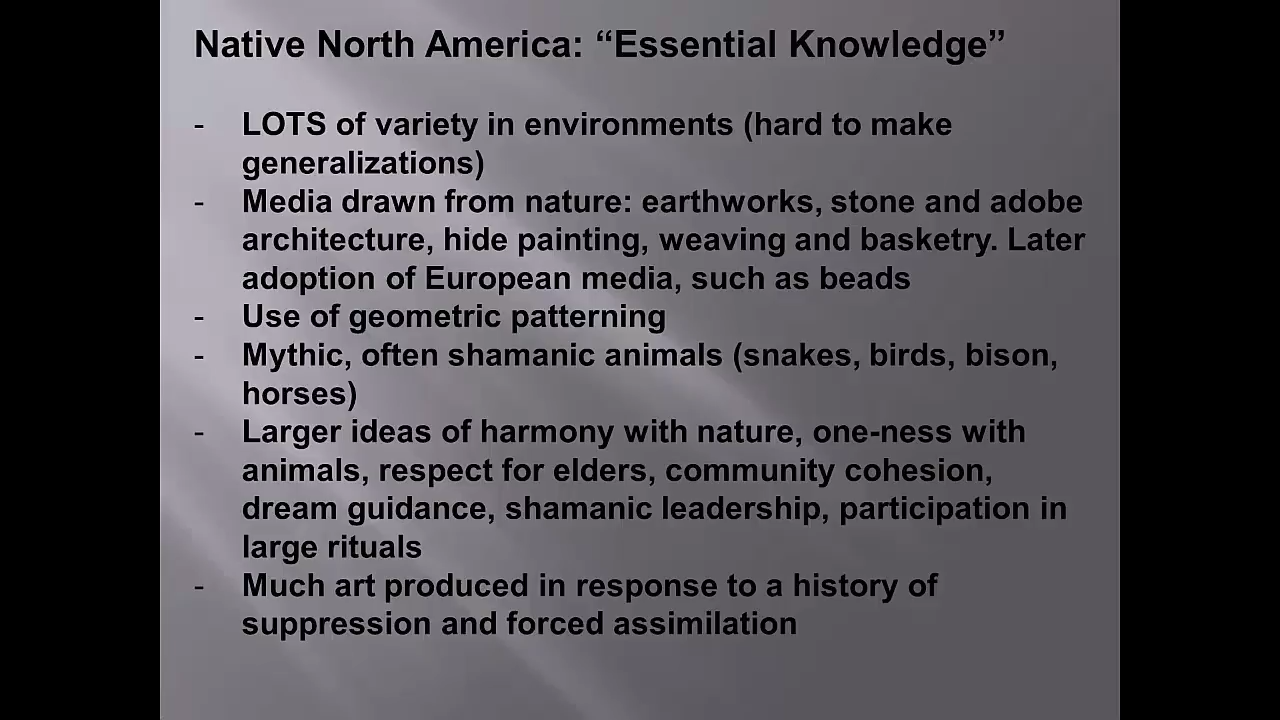 Native North America: “Essential Knowledge”
- LOTS of variety in environments (hard to make
generalizations)
- Media drawn from nature: earthworks, stone and adobe
architecture, hide painting, weaving and basketry. Later
adoption of European media, such as beads
- Use of geometric patterning
- Mythic, often shamanic animals (snakes, birds, bison,
horses)
- Larger ideas of harmony with nature, one-ness with
animals, respect for elders, community cohesion,
dream guidance, shamanic leadership, participation in
large rituals
- Much art produced in response to a history of
suppression and forced assimilation